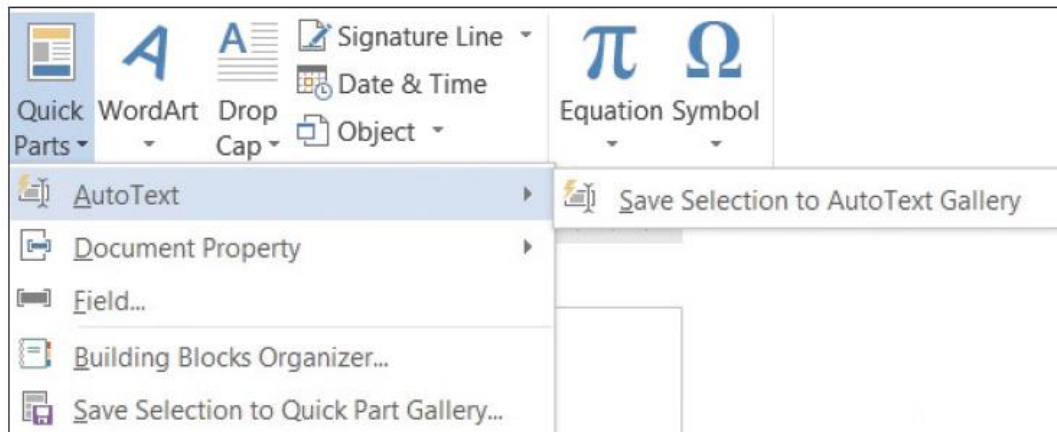 Quick Parts
WordArt
Drop Cap
Signature Line
Date & Time
Object
Equation
Symbol
AutoText
Save Selection to AutoText Gallery
Document Property
Field...
Building Blocks Organizer...
Save Selection to Quick Part Gallery...